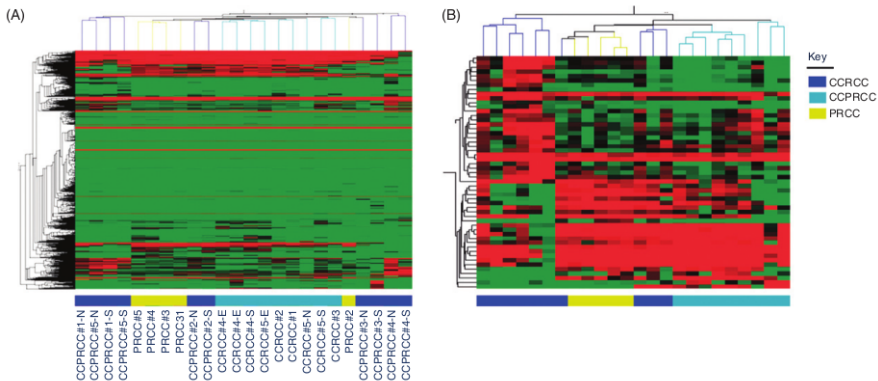 (A)
(B)
Key
CCRCC
CCPRCC
PRCC
CCPRCC#1-N
CCPRCC#5-N
CCPRCC#1-S
CCPRCC#5-S
PRCC#5
PRCC#4
PRCC#3
PRCC31
CCPRCC#2-N
CCPRCC#2-S
CCRCC#4-E
CCRCC#4-E
CCRCC#4-S
CCRCC#5-E
CCRCC#2
CCRCC#1
CCRCC#5-N
CCRCC#5-S
CCRCC#3
PRCC#2
CCPRCC#3-N
CCPRCC#3-S
CCPRCC#4-N
CCPRCC#4-S